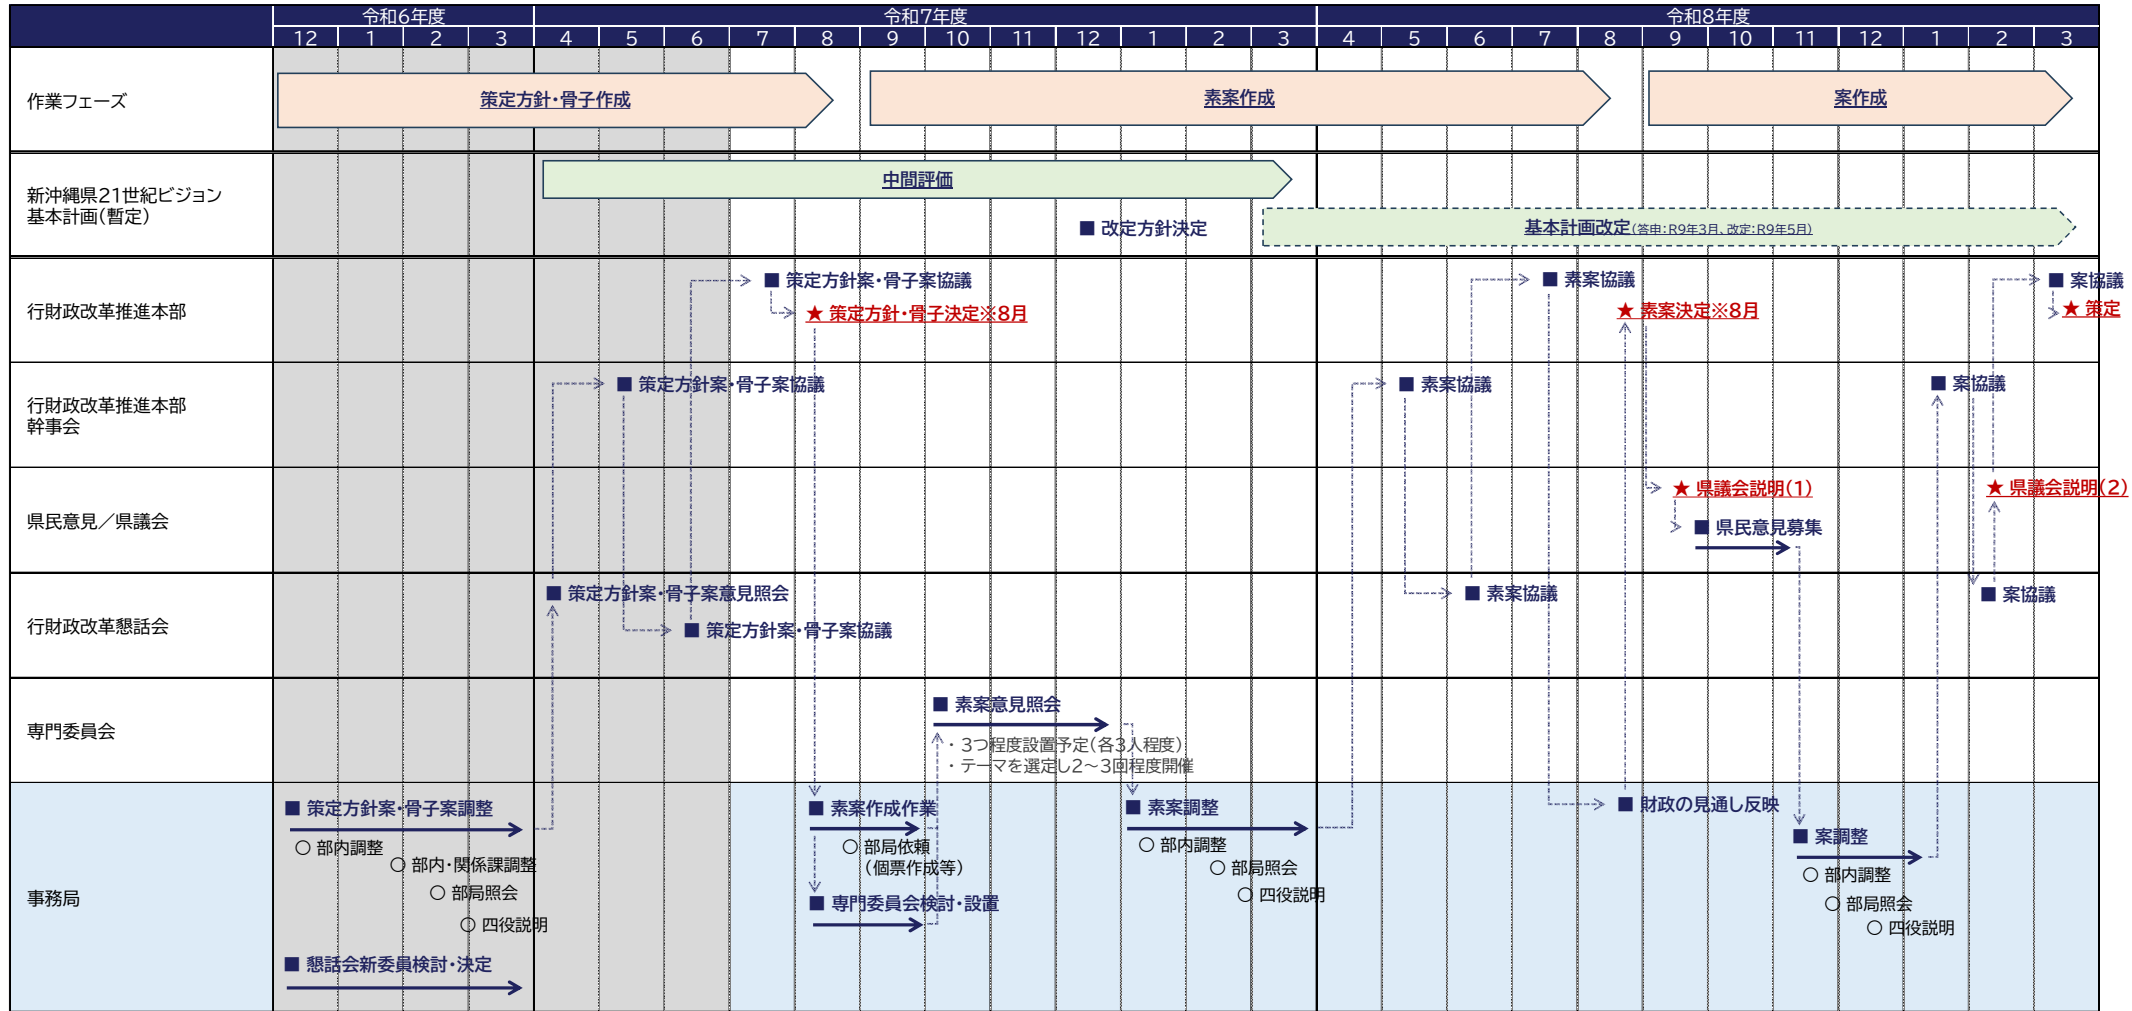 令和6年度
令和7年度
令和8年度
12 1 2 3 4 5 6 7 8 9 10 11 12 1 2 3 4 5 6 7 8 9 10 11 12 1 2 3
作業フェーズ
策定方針・骨子作成
素案作成
案作成
新沖縄県21世紀ビジョン
基本計画(暫定)
中間評価
■ 改定方針決定
基本計画改定(答申:R9年3月、改定:R9年5月)
行財政改革推進本部
■ 策定方針案・骨子案協議
★ 策定方針・骨子決定※8月
■ 素案協議
★ 素案決定※8月
■ 案協議
★ 策定
行財政改革推進本部
幹事会
■ 策定方針案・骨子案協議
■ 素案協議
■ 案協議
県民意見/県議会
★ 県議会説明(1)
■ 県民意見募集
★ 県議会説明(2)
行財政改革懇話会
■ 策定方針案・骨子案意見照会
■ 策定方針案・骨子案協議
■ 素案協議
■ 案協議
専門委員会
■ 素案意見照会
・ 3つ程度設置予定(各3人程度)
・ テーマを選定し2~3回程度開催
事務局
■ 策定方針案・骨子案調整
○ 部内調整
○ 部内・関係課調整
○ 部局照会
○ 四役説明
■ 懇話会新委員検討・決定
■ 素案作成作業
○ 部局依頼
(個票作成等)
■ 専門委員会検討・設置
■ 素案調整
○ 部内調整
○ 部局照会
○ 四役説明
■ 財政の見通し反映
■ 案調整
○ 部内調整
○ 部局照会
○ 四役説明